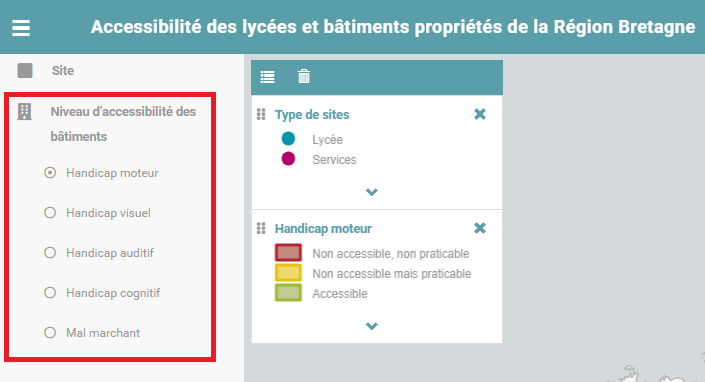 Accessibilité des lycées et bâtiments propriétés de la Région Bretagne
Site
Niveau d'accessibilité des
bâtiments
Handicap moteur
Handicap visuel
Handicap auditif
Handicap cognitif
Mal marchant
Type de sites
Lycée
Services
Handicap moteur
Non accessible, non praticable
Non accessible mais praticable
Accessible